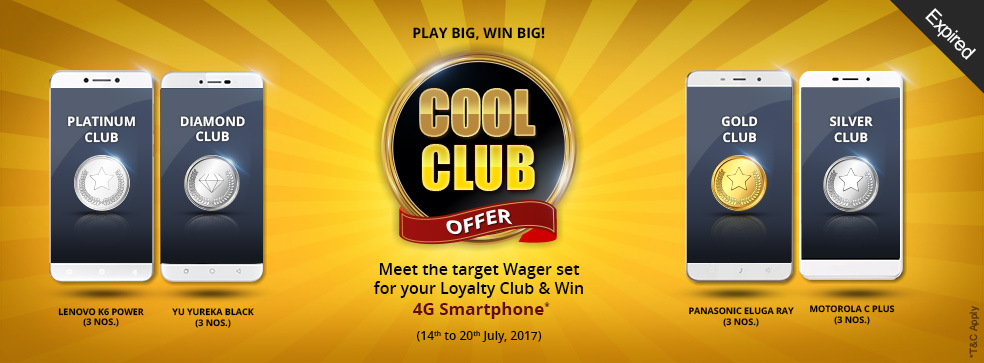 PLAY BIG, WIN BIG!
Expired
PLATINUM
CLUB
DIAMOND
CLUB
COOL
CLUB
OFFER
GOLD
CLUB
SILVER
CLUB
Meet the target Wager set
for your Loyalty Club & Win
4G Smartphone*
(14th to 20th July, 2017)
LENOVO K6 POWER
(3 NOS.)
YU YUREKA BLACK
(3 NOS.)
PANASONIC ELUGA RAY
(3 NOS.)
MOTOROLA C PLUS
(3 NOS.)
*T&C Apply